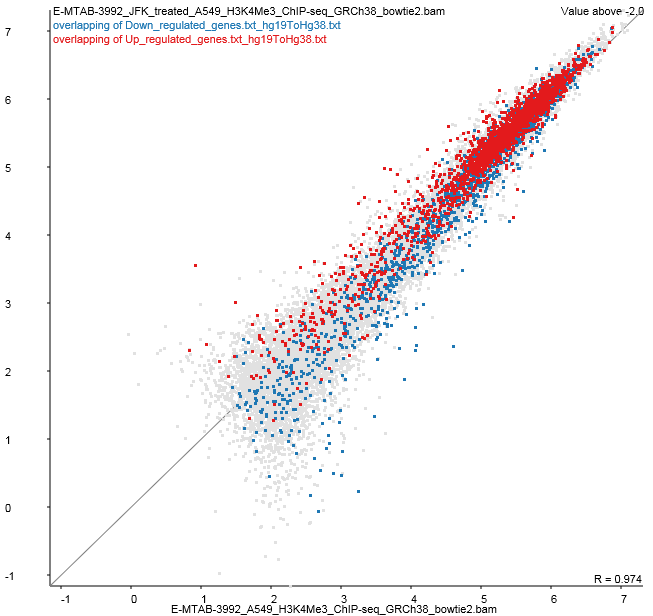 E-MTAB-3992_JFK_treated_A549_H3K4Me3_ChIP-seq_GRCh38_bowtie2.bam Value above -2.0
overlapping of Down_regulated_genes.txt_hg19ToHg38.txt
overlapping of Up_regulated_genes.txt_hg19ToHg38.txt
7
6
5
4
3
2
1
0
-1
R = 0.974
-1 0 1 2 3 4 5 6 7
E-MTAB-3992_A549_H3K4Me3_ChIP-seq_GRCh38_bowtie2.bam